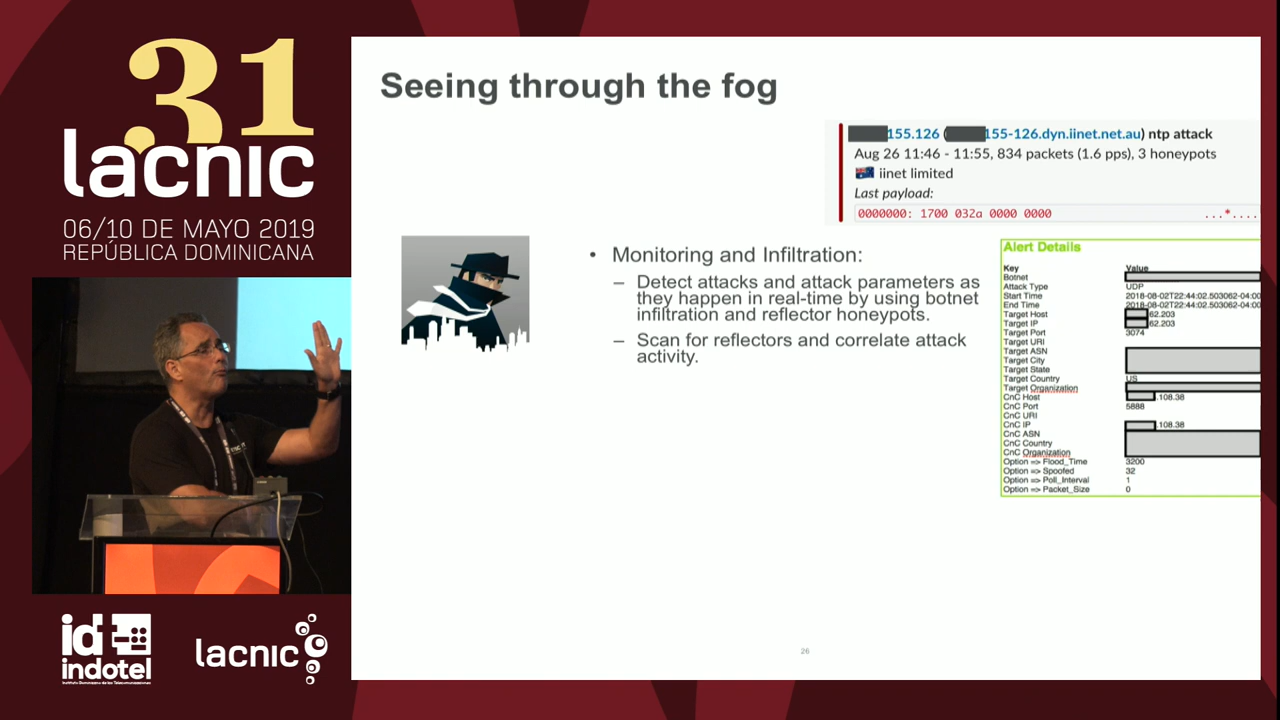 31
lacnic
06/10 DE MAYO 2019
REPÚBLICA DOMINICANA
Seeing through the fog
155.126 ( 155-126.dyn.iinet.net.au) ntp attack
Aug 26 11:46 - 11:55, 834 packets (1.6 pps), 3 honeypots
iinet limited
Last payload:
0000000: 1700 032a 0000 0000 ...*....
• Monitoring and Infiltration:
– Detect attacks and attack parameters as
they happen in real-time by using botnet
infiltration and reflector honeypots.
– Scan for reflectors and correlate attack
activity.
Alert Details
Key Value
Botnet
Attack Type UDP
Start Time 2018-08-02T22:44:02.503062-04:00
End Time 2018-08-02T22:44:02.503062-04:00
Target Host 62.203
Target IP 62.203
Target Port 3074
Target URI
Target ASN
Target City
Target State
Target Country US
Target Organization
CnC Host .108.38
CnC Port 5888
CnC URI
CnC IP .108.38
CnC ASN
CnC Country
CnC Organization
Option => Flood_Time 3200
Option => Spoofed 32
Option => Poll_Interval 1
Option => Packet_Size 0
26
id
indotel
lacnic